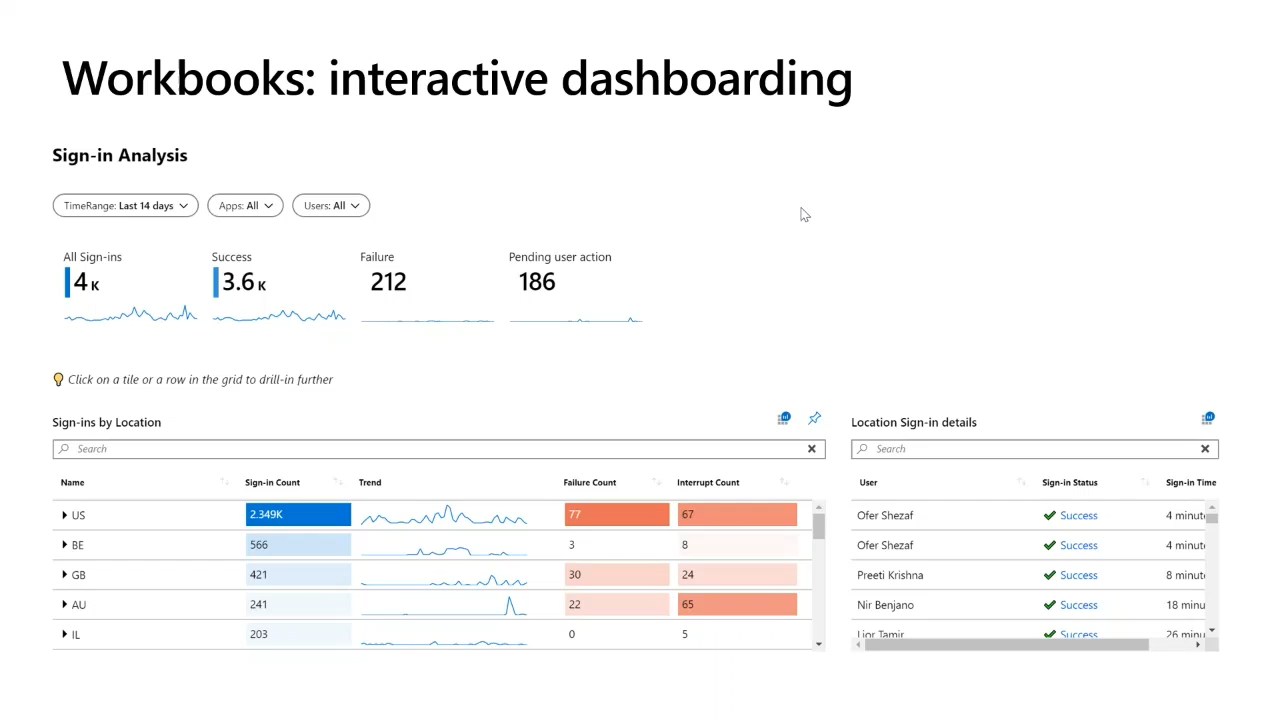 Workbooks: interactive dashboarding
Sign-in Analysis
TimeRange: Last 14 days Apps: All Users: All
All Sign-ins Success Failure Pending user action
4 K 3.6 K 212 186
Click on a tile or a row in the grid to drill-in further
Sign-ins by Location
Search
Name Sign-in Count Trend Failure Count Interrupt Count
US 2.349K 77 67
BE 566 3 8
GB 421 30 24
AU 241 22 65
IL 203 0 5
Location Sign-in details
Search
User Sign-in Status Sign-in Time
Ofer Shezaf Success 4 minut
Ofer Shezaf Success 4 minut
Preeti Krishna Success 8 minut
Nir Benjano Success 18 minu
Lior Tamir Success 26 minu